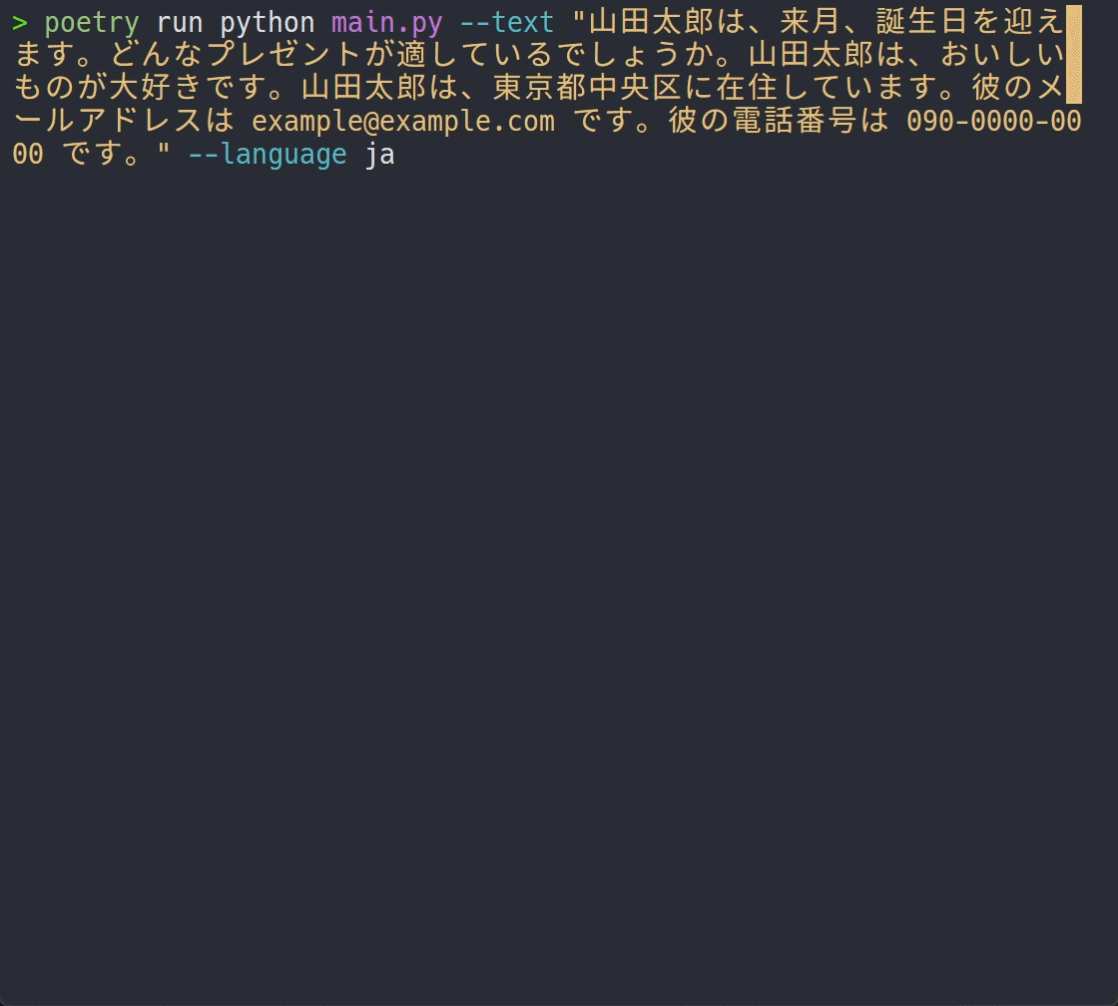 > poetry run python main.py --text "山田太郎は、来月、誕生日を迎え
ます。どんなプレゼントが適しているでしょうか。山田太郎は、おいしい
ものが大好きです。山田太郎は、東京都中央区に在住しています。彼のメ
ールアドレスは example@example.com です。彼の電話番号は 090-0000-00
00 です。" --language ja